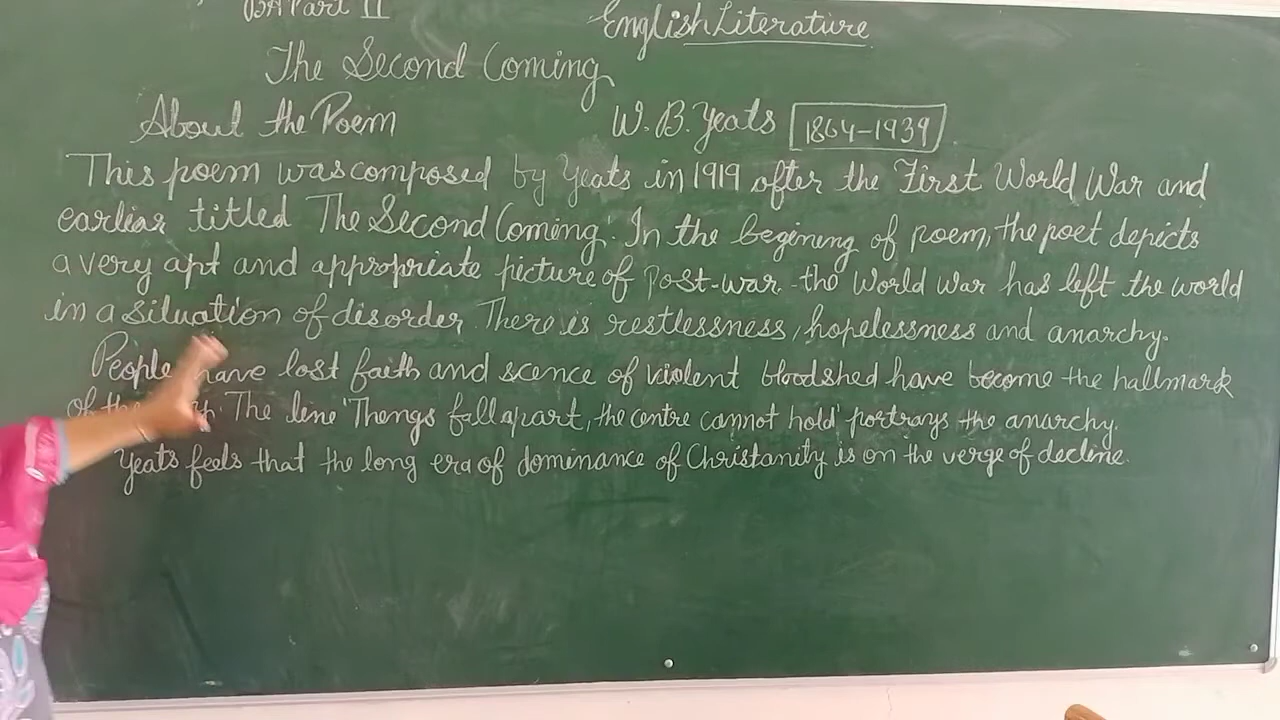 BA Part II English Literature
The Second Coming
About the Poem W. B. Yeats 1864-1939
This poem was composed by Yeats in 1919 after the First World War and
earliar titled The Second Coming. In the begining of poem, the poet depicts
a very apt and appropriate picture of post-war. the World War has left the world
in a situation of disorder. There is restlessness, hopelessness and anarchy.
People have lost faith and scence of violent bloodshed have become the hallmark
of the The line 'Thengs fall apart, the centre cannot hold' portrays the anarchy.
Yeats feels that the long era of dominance of Christanity is on the verge of decline.